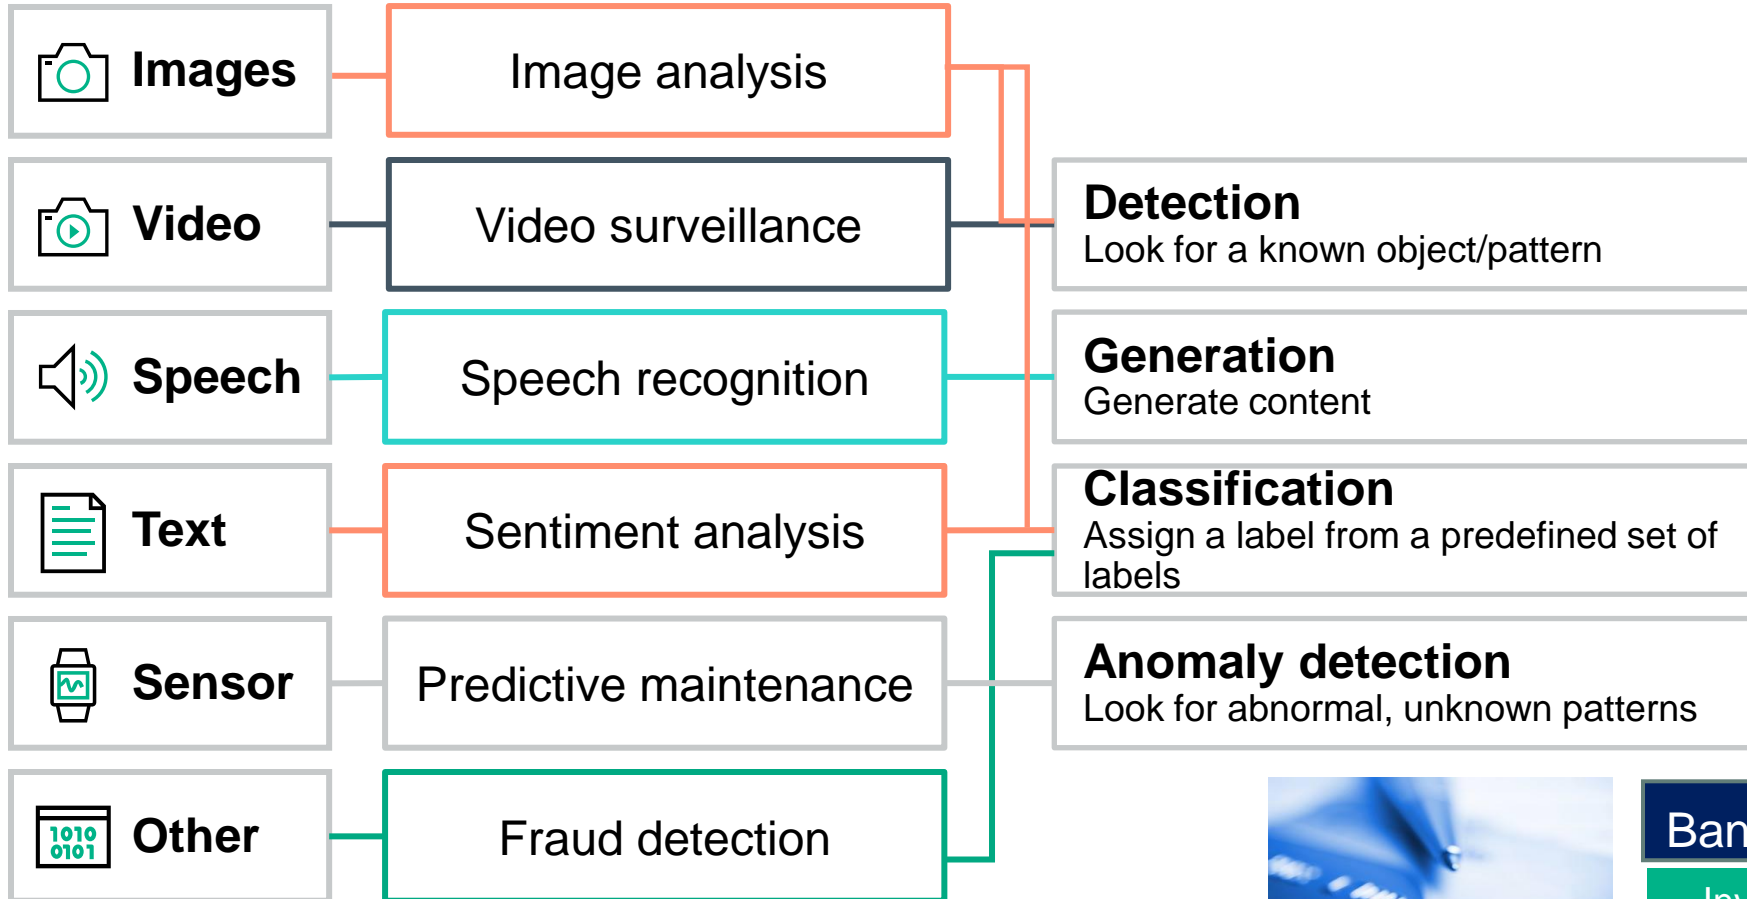 Images
Image analysis
Video
Video surveillance
Detection
Look for a known object/pattern
Speech
Speech recognition
Generation
Generate content
Text
Sentiment analysis
Classification
Assign a label from a predefined set of
labels
Sensor
Predictive maintenance
Anomaly detection
Look for abnormal, unknown patterns
1010
0101
Other
Fraud detection
Ban